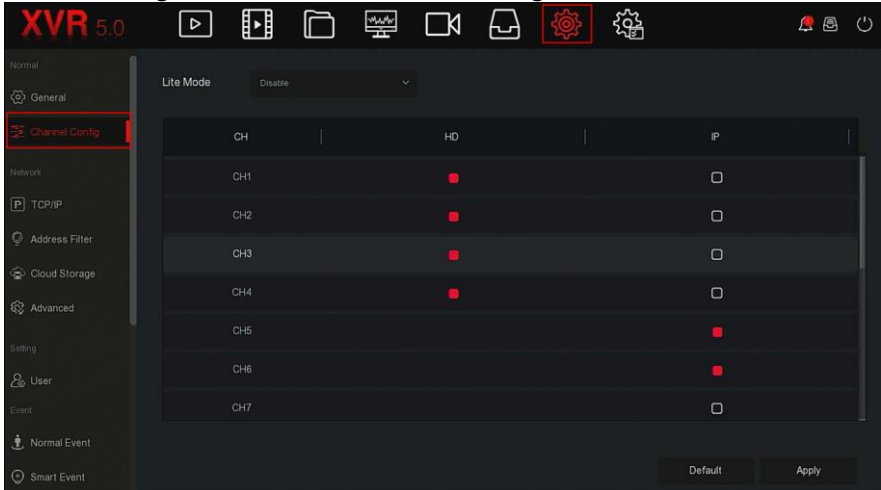 XVR 5.0
Normal
General
Channel Config
Network
P TCP/IP
Address Filter
Cloud Storage
Advanced
Setting
User
Event
Normal Event
Smart Event
Lite Mode Disable
CH HD IP
CH1
CH2
CH3
CH4
CH5
CH6
CH7
Default Apply